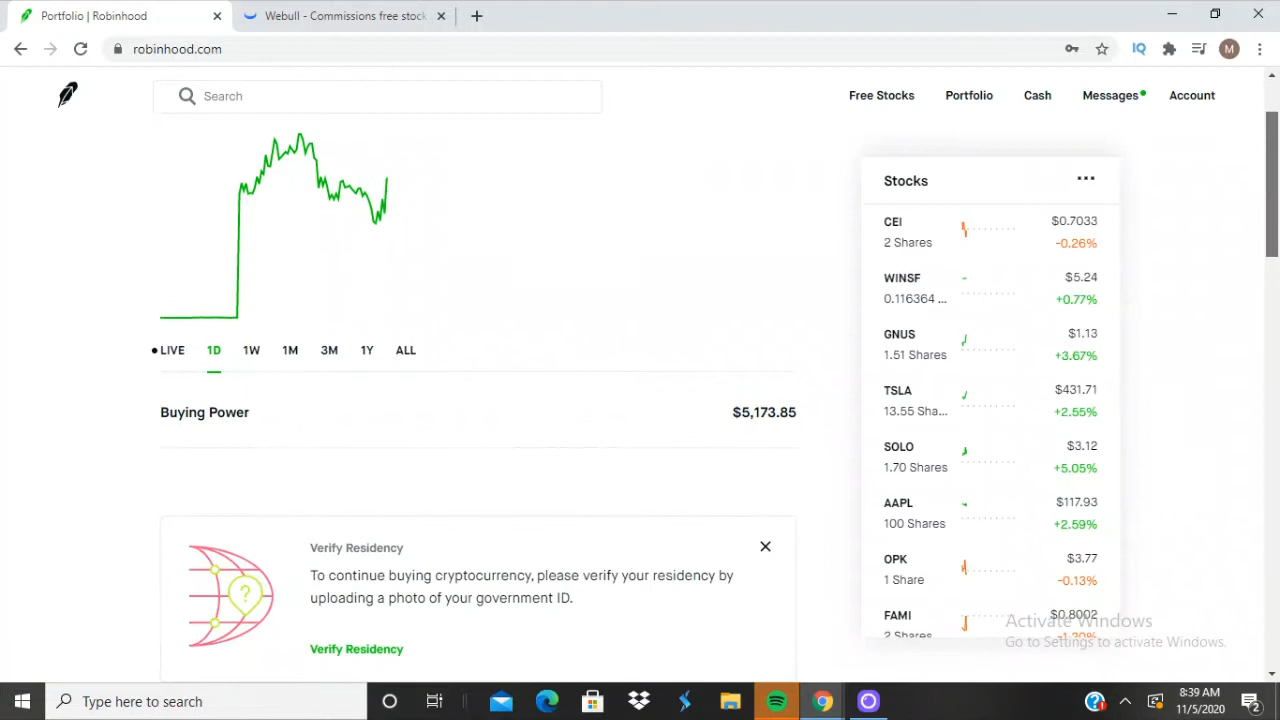 Portfolio | Robinhood
Webull - Commissions free stock
robinhood.com
IQ
M
Search
Free Stocks
Portfolio
Cash
Messages
Account
LIVE 1D 1W 1M 3M 1Y ALL
Buying Power $5,173.85
Verify Residency
To continue buying cryptocurrency, please verify your residency by
uploading a photo of your government ID.
Verify Residency
?
Stocks
CEI $0.7033
2 Shares -0.26%
WINSF $5.24
0.116364 ... +0.77%
GNUS $1.13
1.51 Shares +3.67%
TSLA $431.71
13.55 Sha... +2.55%
SOLO $3.12
1.70 Shares +5.05%
AAPL $117.93
100 Shares +2.59%
OPK $3.77
1 Share -0.13%
FAMI $0.8002
2 Shares
Activate Windows
Go to Settings to activate Windows.
Type here to search
8:39 AM
11/5/2020
2